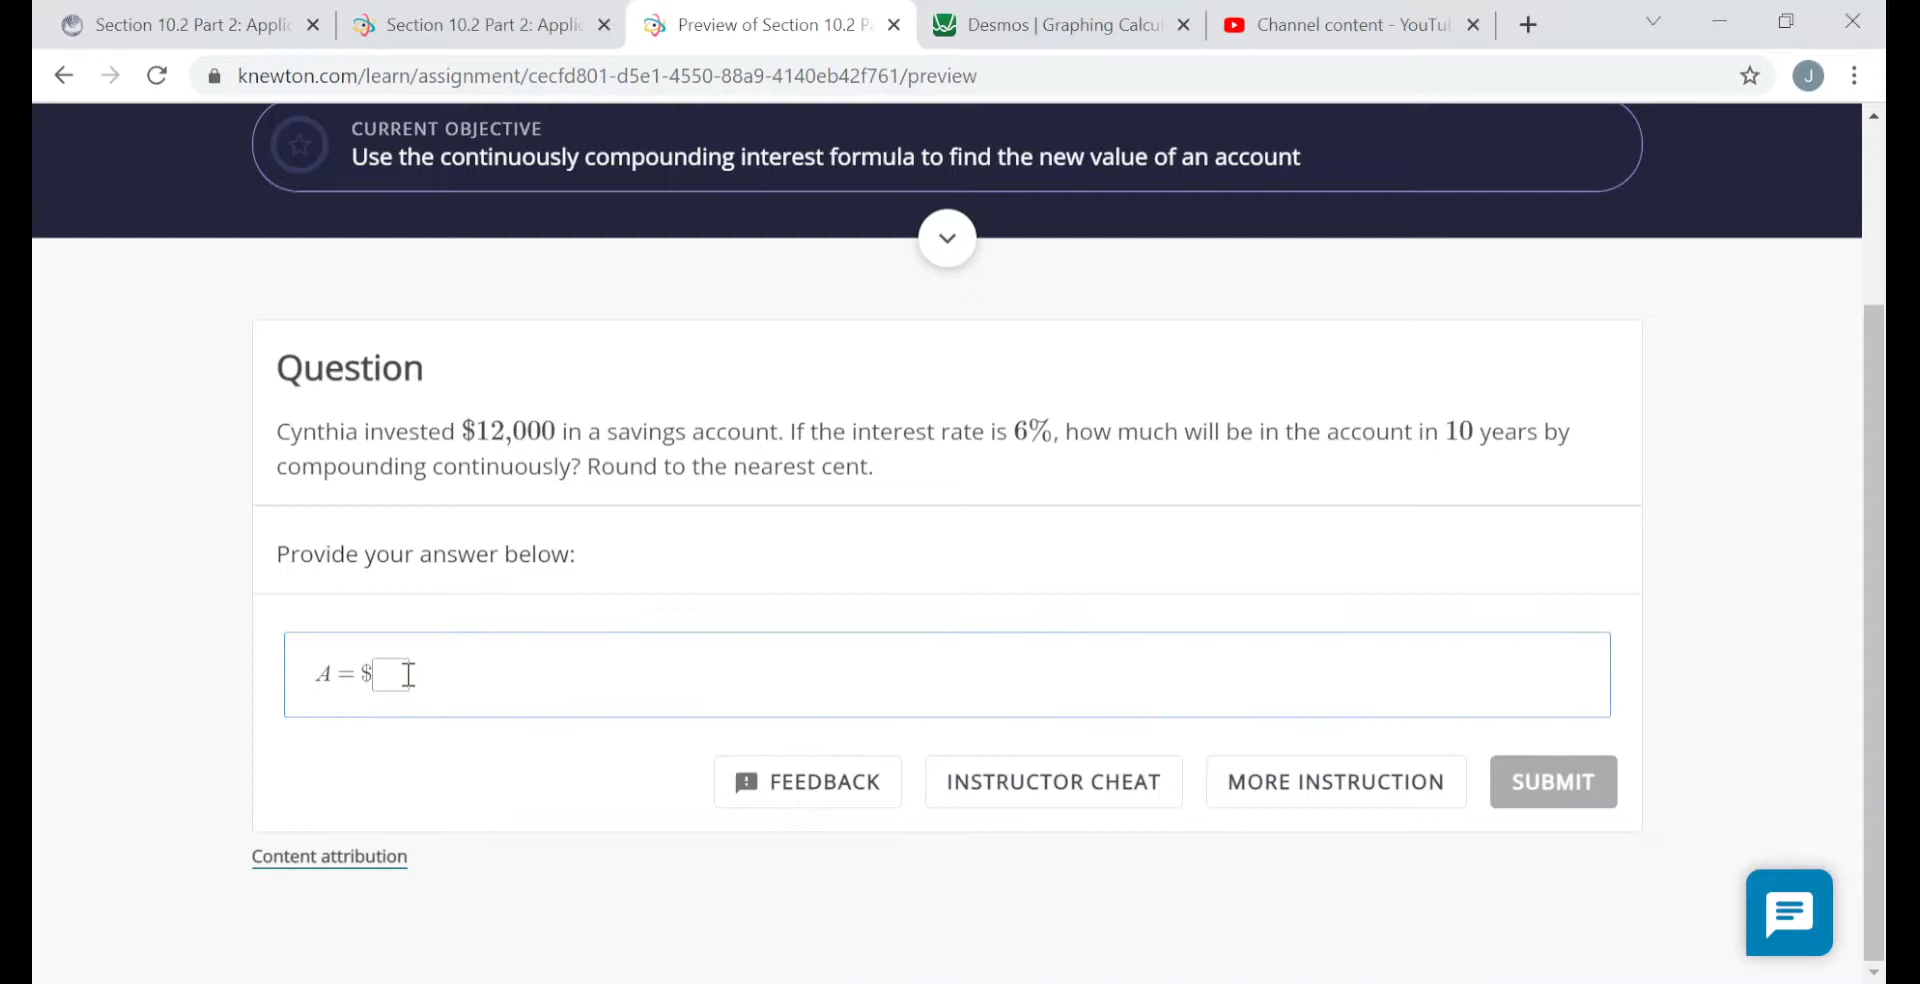 Section 10.2 Part 2: Applic
Section 10.2 Part 2: Applic
Preview of Section 10.2 Pa
Desmos | Graphing Calcul
Channel content - YouTub
knewton.com/learn/assignment/cecfd801-d5e1-4550-88a9-4140eb42f761/preview
J
CURRENT OBJECTIVE
Use the continuously compounding interest formula to find the new value of an account
Question
Cynthia invested $12,000 in a savings account. If the interest rate is 6%, how much will be in the account in 10 years by
compounding continuously? Round to the nearest cent.
Provide your answer below:
A = $
FEEDBACK
INSTRUCTOR CHEAT
MORE INSTRUCTION
SUBMIT
Content attribution